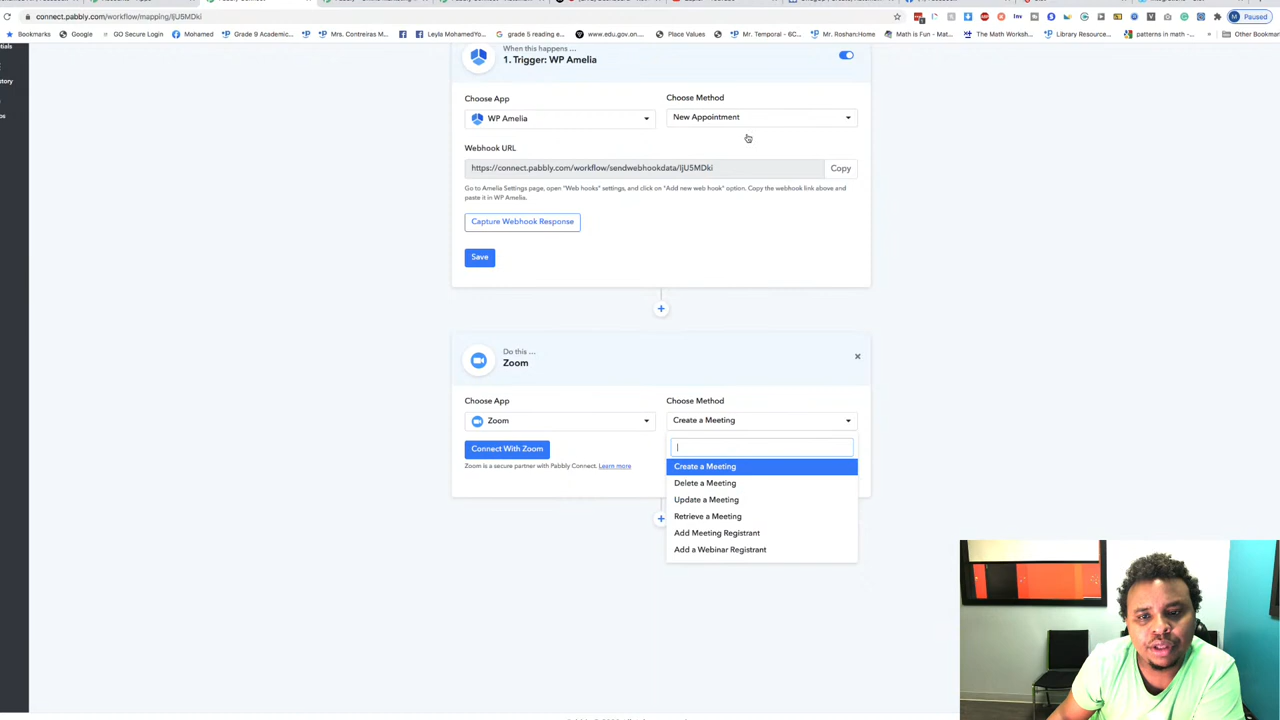 connect.pabbly.com/workflow/mapping/IjU5MDki
Paused
Bookmarks
Google
GO Secure Login
Mohamed
Grade 9 Academic...
Mrs. Contreiras M...
Leyla MohamedYo...
grade 5 reading e...
www.edu.gov.on....
Place Values
Mr. Temporal - 6C...
Mr. Roshan:Home
Math is Fun - Mat...
The Math Worksh...
Library Resource...
patterns in math -...
Other Bookmar
When this happens ...
1. Trigger: WP Amelia
Choose App
Choose Method
WP Amelia
New Appointment
Webhook URL
https://connect.pabbly.com/workflow/sendwebhookdata/IjU5MDki
Copy
Go to Amelia Settings page, open "Web hooks" settings, and click on "Add new web hook" option. Copy the webhook link above and
paste it in WP Amelia.
Capture Webhook Response
Save
Do this ...
Zoom
Choose App
Choose Method
Zoom
Create a Meeting
Connect With Zoom
Zoom is a secure partner with Pabbly Connect. Learn more
Create a Meeting
Delete a Meeting
Update a Meeting
Retrieve a Meeting
Add Meeting Registrant
Add a Webinar Registrant